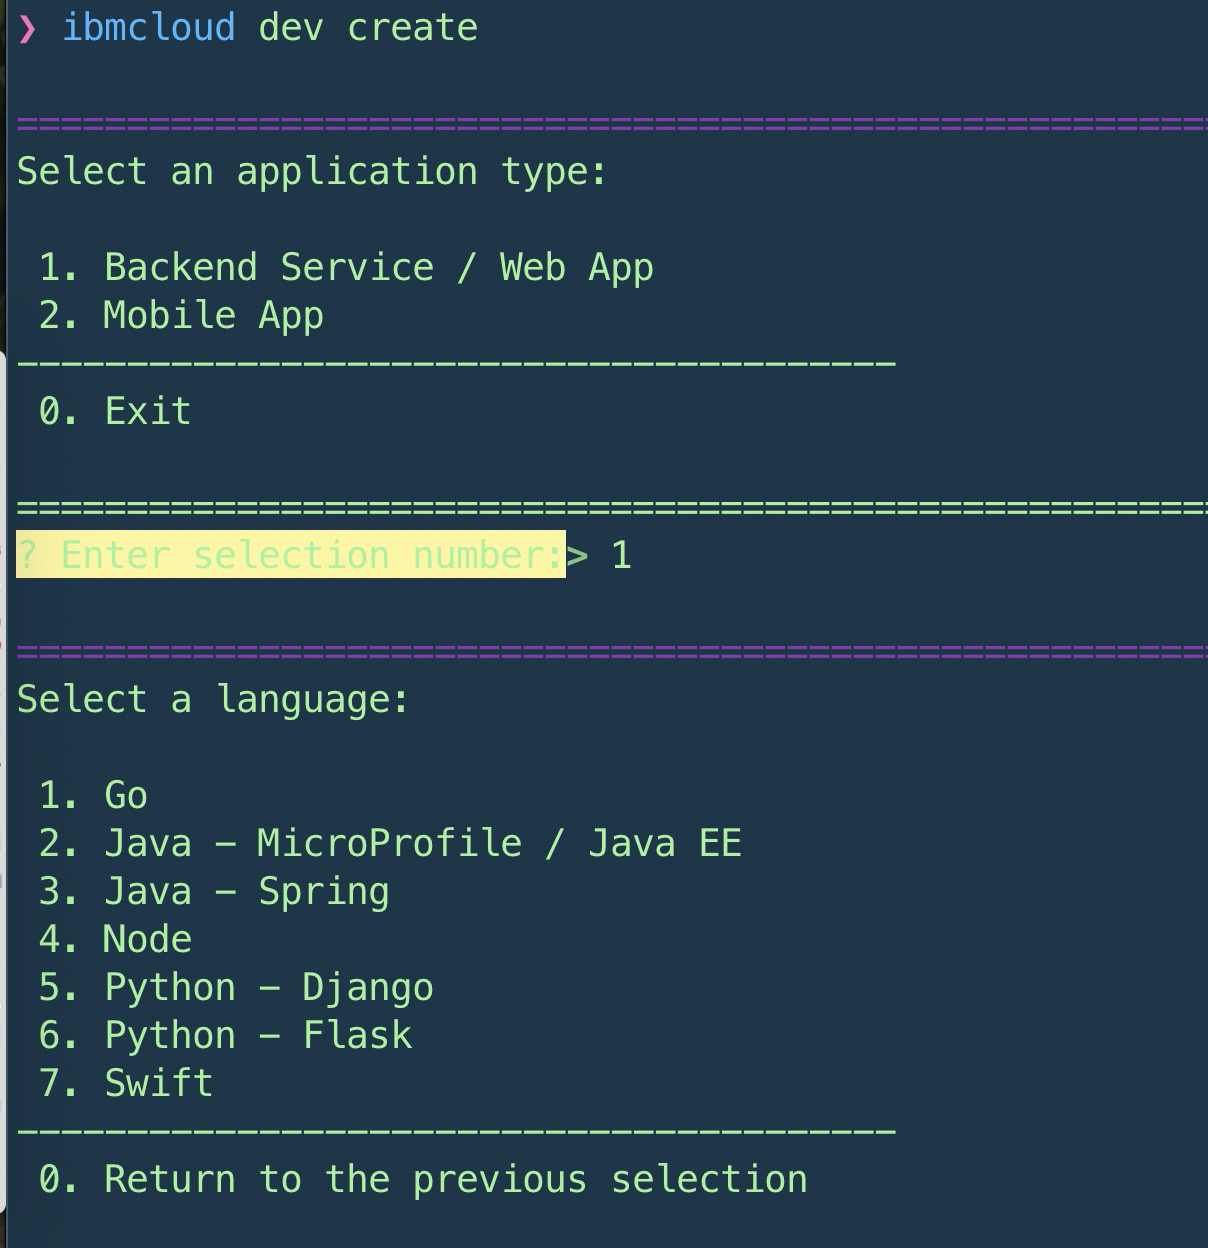 ❯ ibmcloud dev create
======================================================
Select an application type:
1. Backend Service / Web App
2. Mobile App
----------------------------------------
0. Exit
======================================================
? Enter selection number:> 1
======================================================
Select a language:
1. Go
2. Java - MicroProfile / Java EE
3. Java - Spring
4. Node
5. Python - Django
6. Python - Flask
7. Swift
----------------------------------------
0. Return to the previous selection